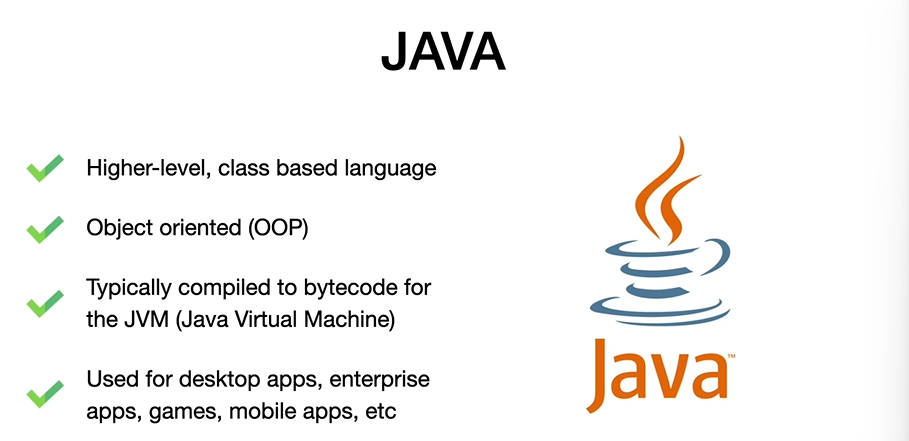 JAVA
Higher-level, class based language
Object oriented (OOP)
Typically compiled to bytecode for
the JVM (Java Virtual Machine)
Used for desktop apps, enterprise
apps, games, mobile apps, etc
Java™